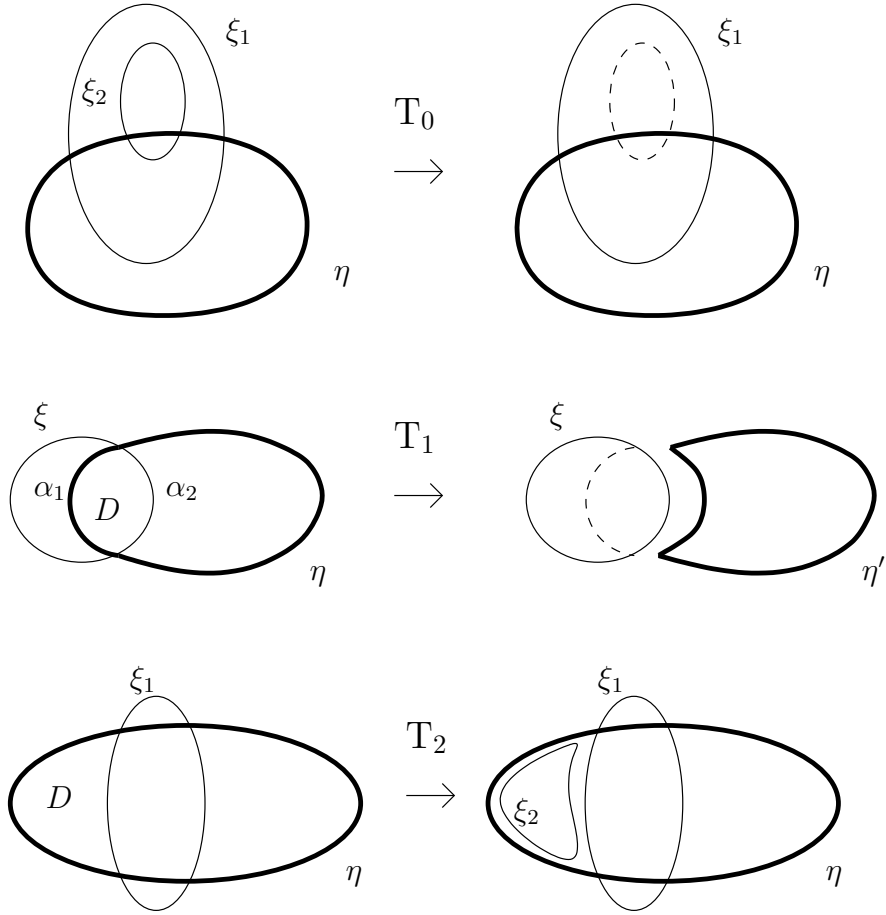 ξ₁ ξ₁
ξ₂ T₀
η η
ξ T₁ ξ
α₁ D α₂
η η′
ξ₁ ξ₁
T₂
D ξ₂
η η